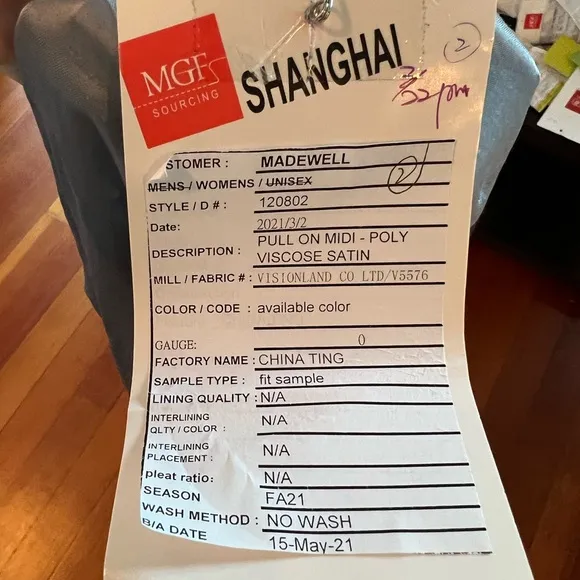 MGF
SOURCING
SHANGHAI
2
2
STOMER : MADEWELL
MENS / WOMENS / UNISEX
STYLE / D # : 120802
Date: 2021/3/2
DESCRIPTION : PULL ON MIDI - POLY
VISCOSE SATIN
MILL / FABRIC # : VISIONLAND CO LTD/V5576
COLOR / CODE : available color
GAUGE: 0
FACTORY NAME : CHINA TING
SAMPLE TYPE : fit sample
LINING QUALITY : N/A
INTERLINING
QLTY / COLOR : N/A
INTERLINING
PLACEMENT : N/A
pleat ratio: N/A
SEASON FA21
WASH METHOD : NO WASH
B/A DATE 15-May-21